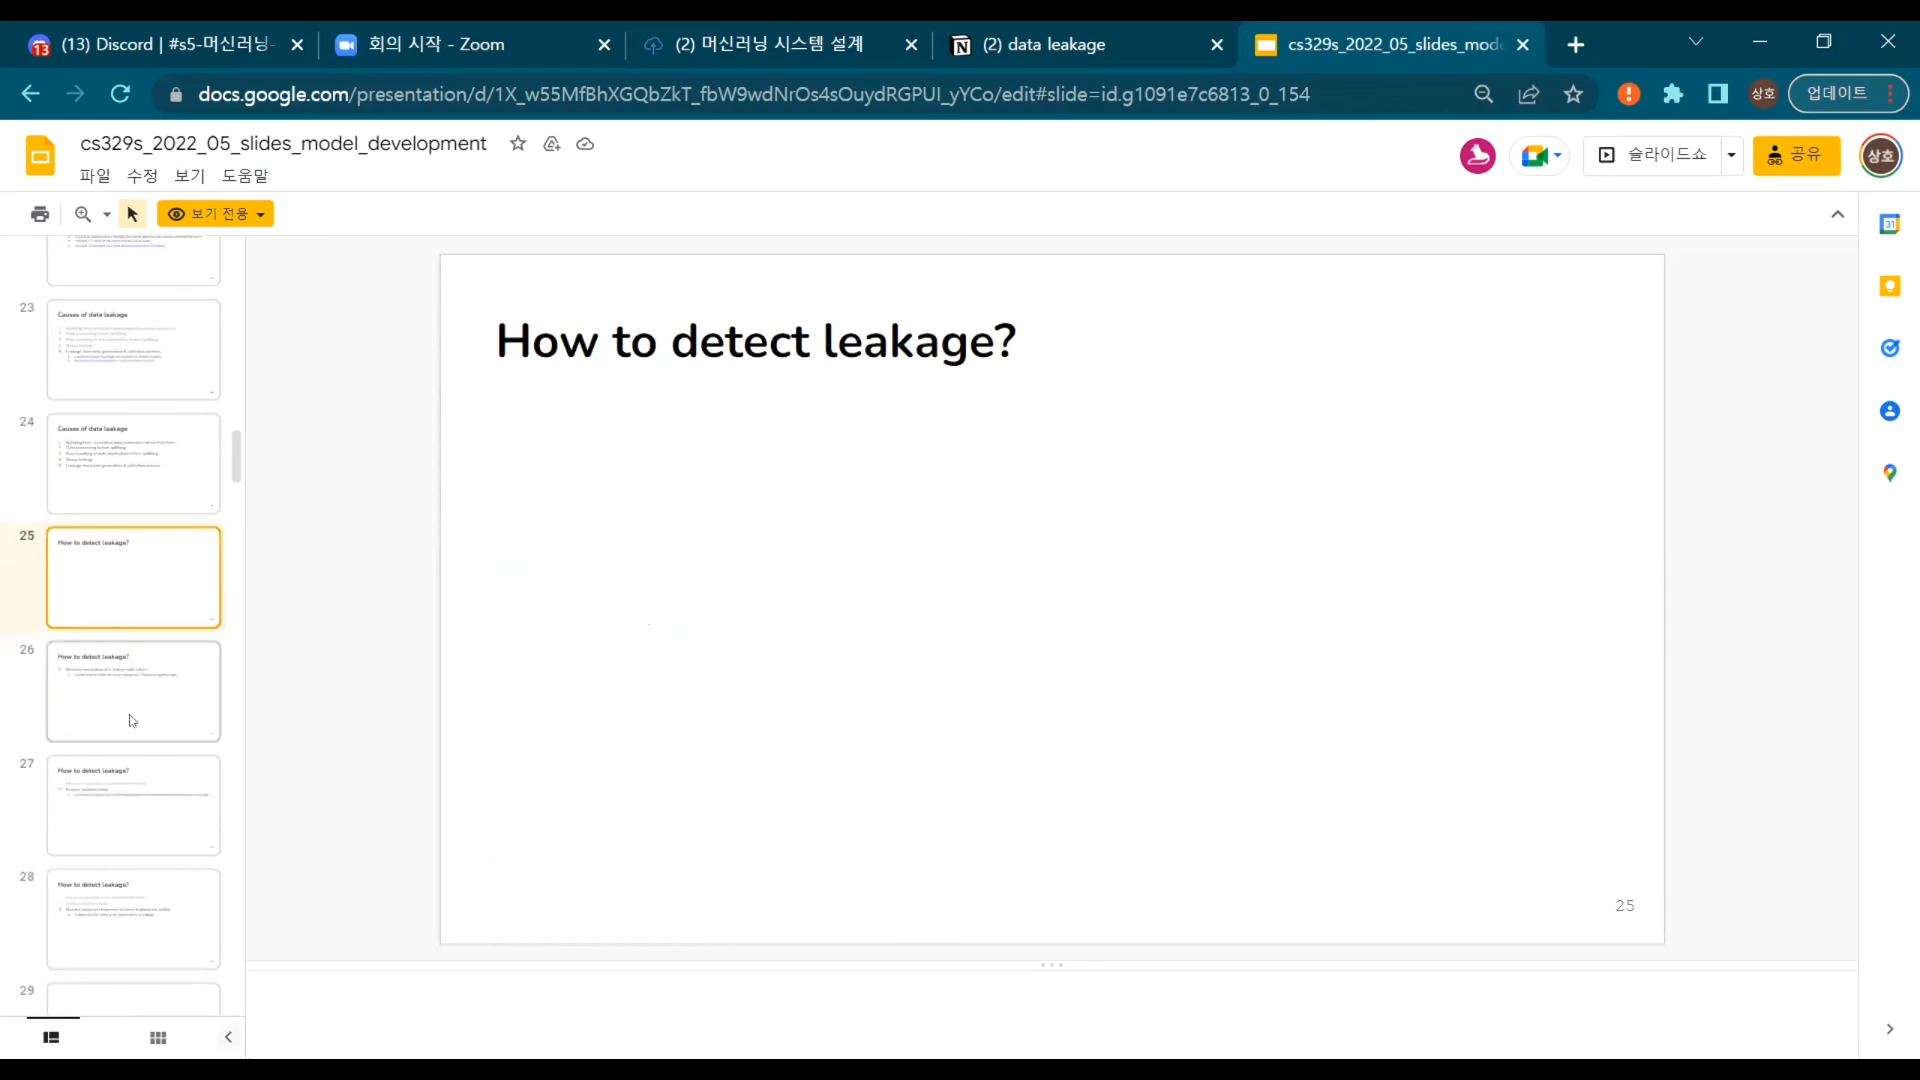 13 (13) Discord | #s5-머신러닝-
회의 시작 - Zoom
(2) 머신러닝 시스템 설계
(2) data leakage
cs329s_2022_05_slides_mod
docs.google.com/presentation/d/1X_w55MfBhXGQbZkT_fbW9wdNrOs4sOuydRGPUI_yYCo/edit#slide=id.g1091e7c6813_0_154
상호
업데이트
cs329s_2022_05_slides_model_development
파일 수정 보기 도움말
슬라이드쇼
공유
상호
보기 전용
31
23
Causes of data leakage
24
Causes of data leakage
25
How to detect leakage?
26
How to detect leakage?
27
How to detect leakage?
28
How to detect leakage?
29
How to detect leakage?
25